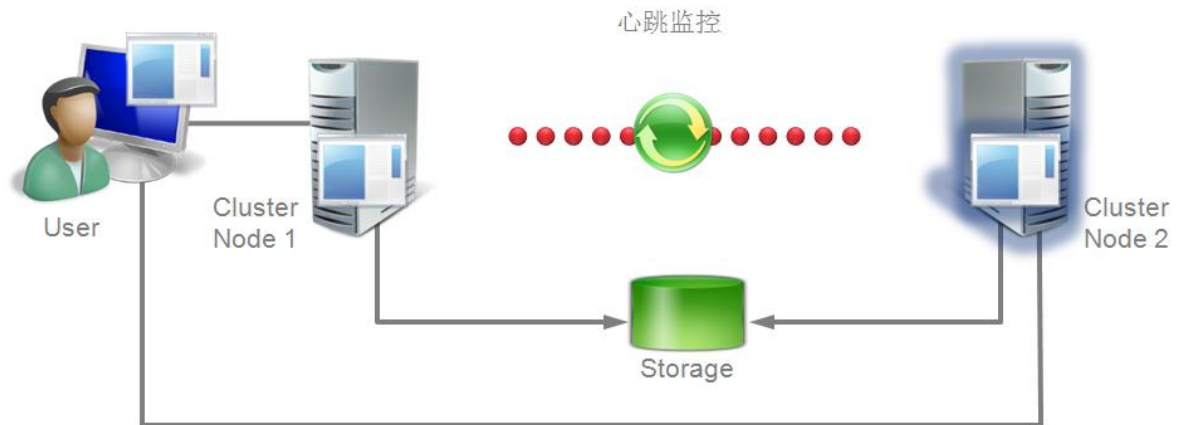 心跳监控
User
Cluster
Node 1
Cluster
Node 2
Storage